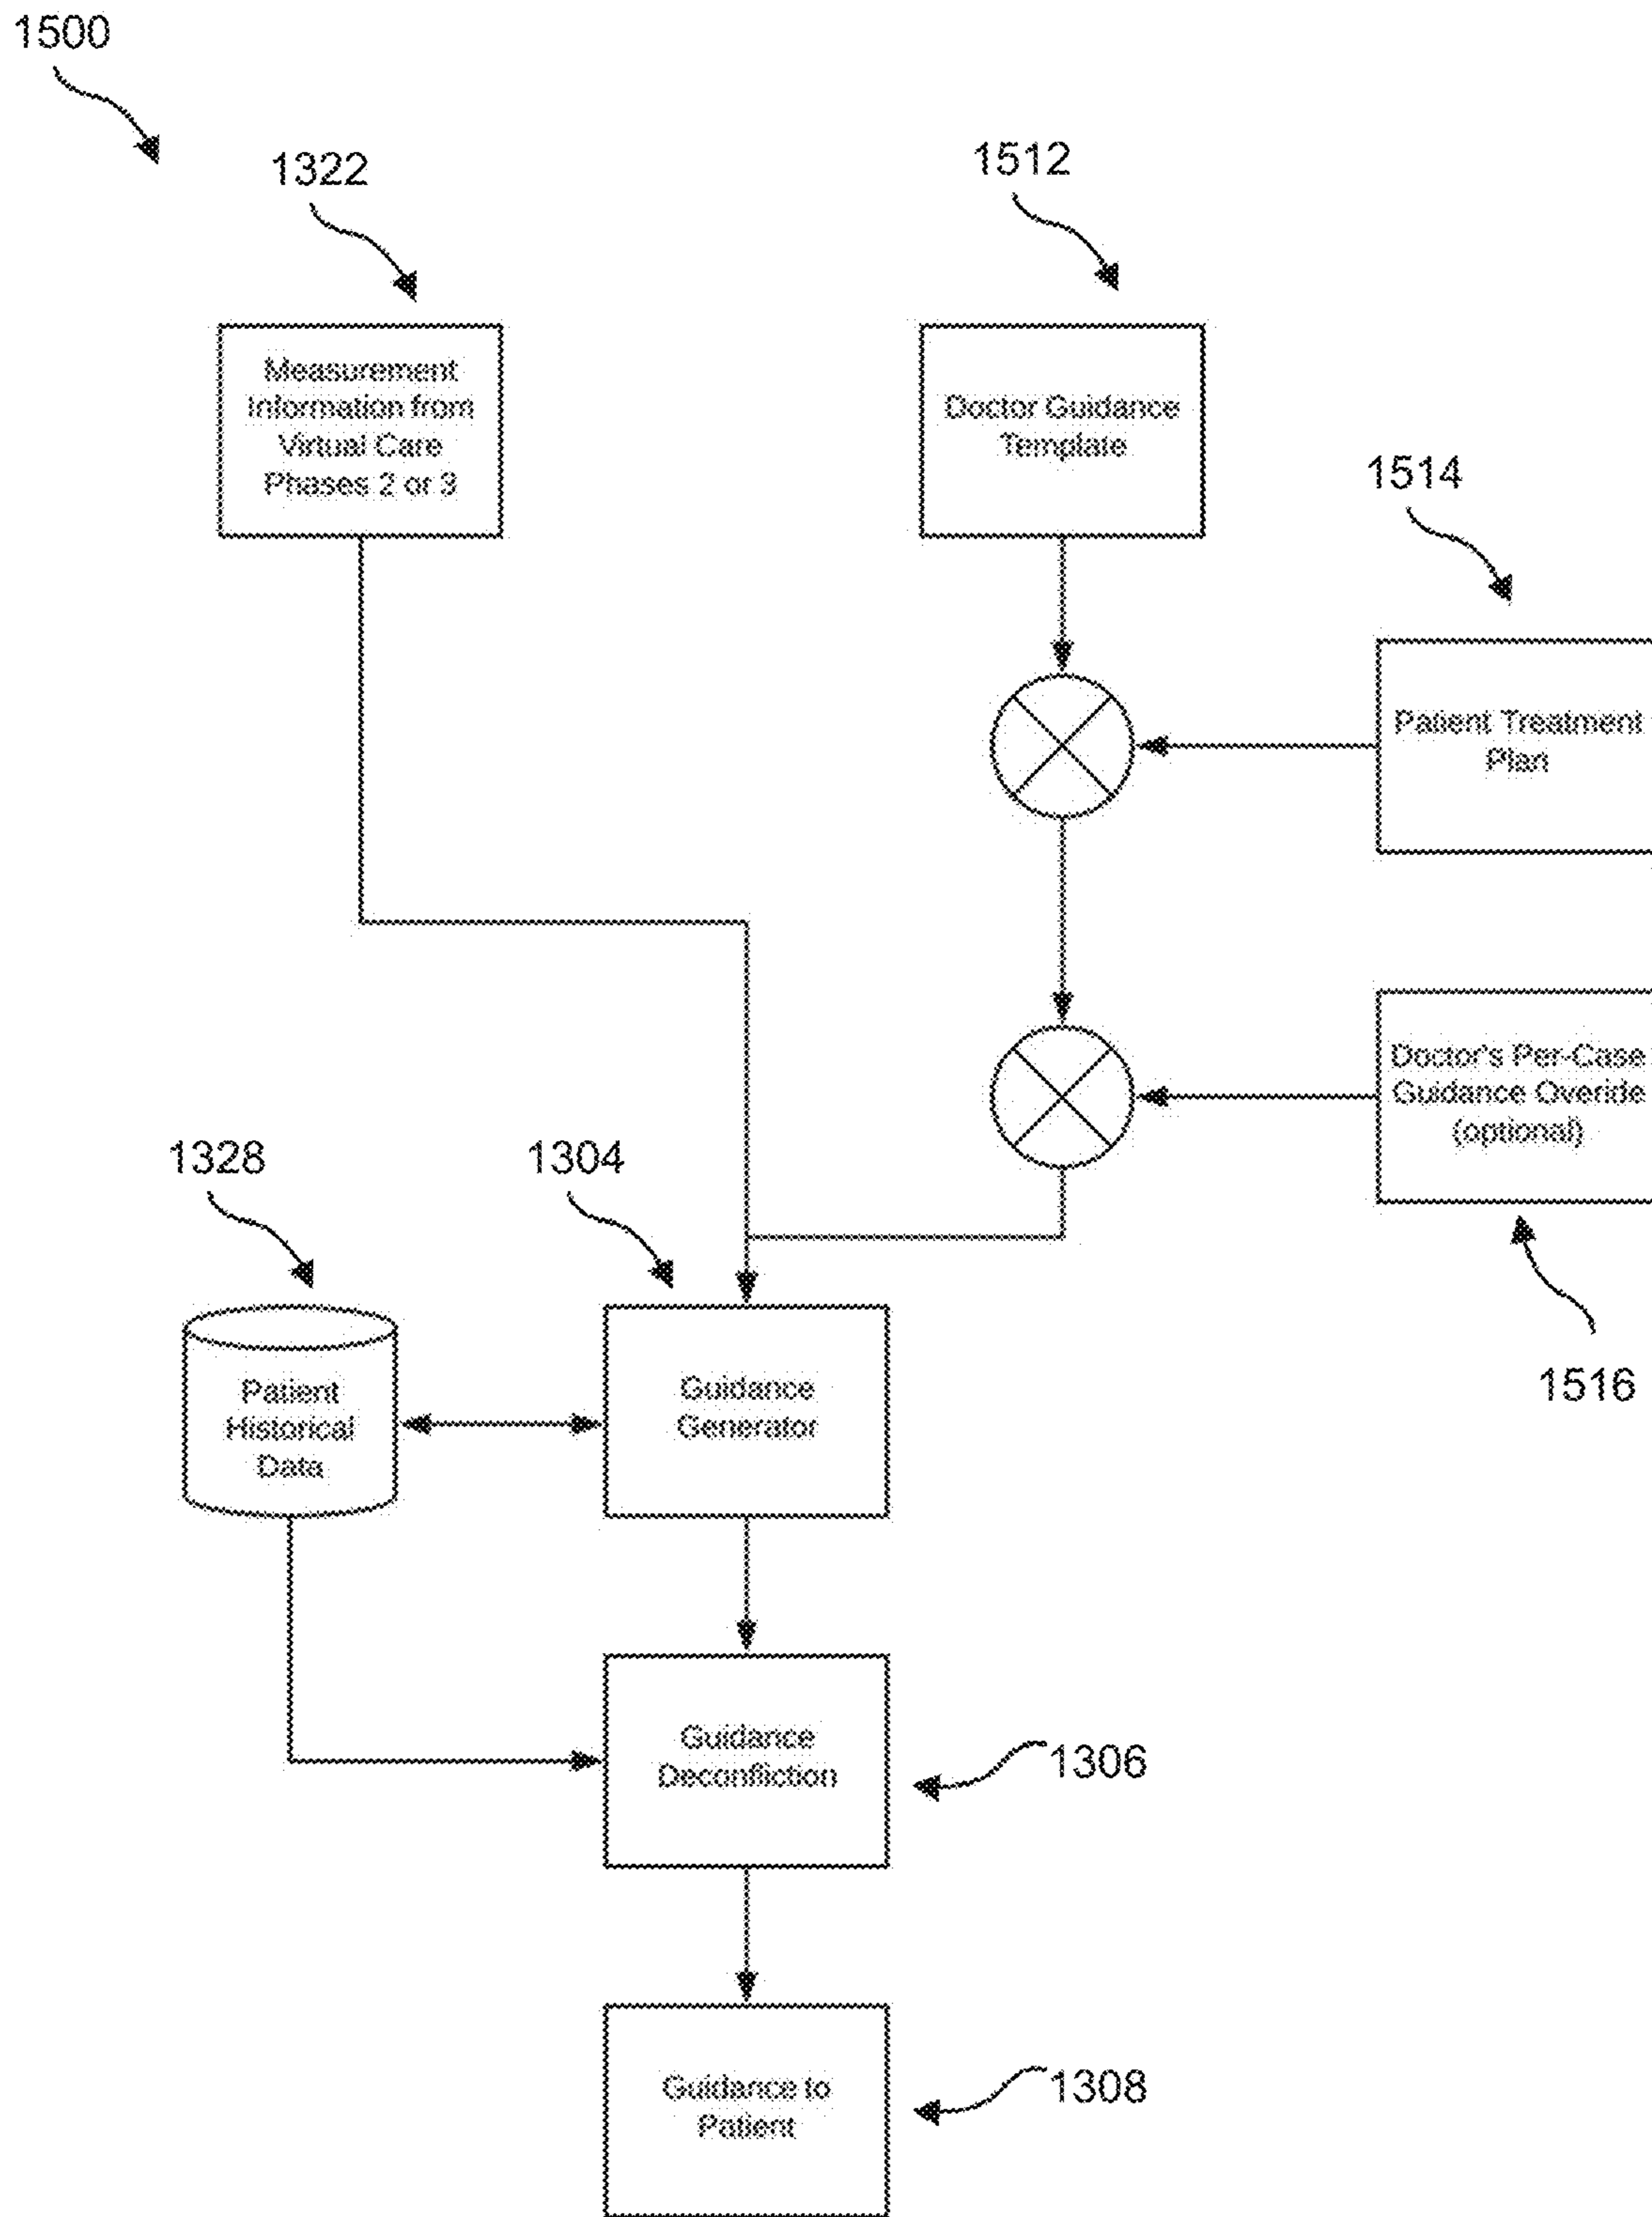 1500
1322
1512
Measurement
Information from
Virtual Care
Phases 2 or 3
Doctor Guidance
Template
1514
Patient Treatment
Plan
Doctor's Per-Case
Guidance Overide
(optional)
1516
1328
1304
Patient
Historical
Data
Guidance
Generator
Guidance
Deconfliction
1306
Guidance to
Patient
1308